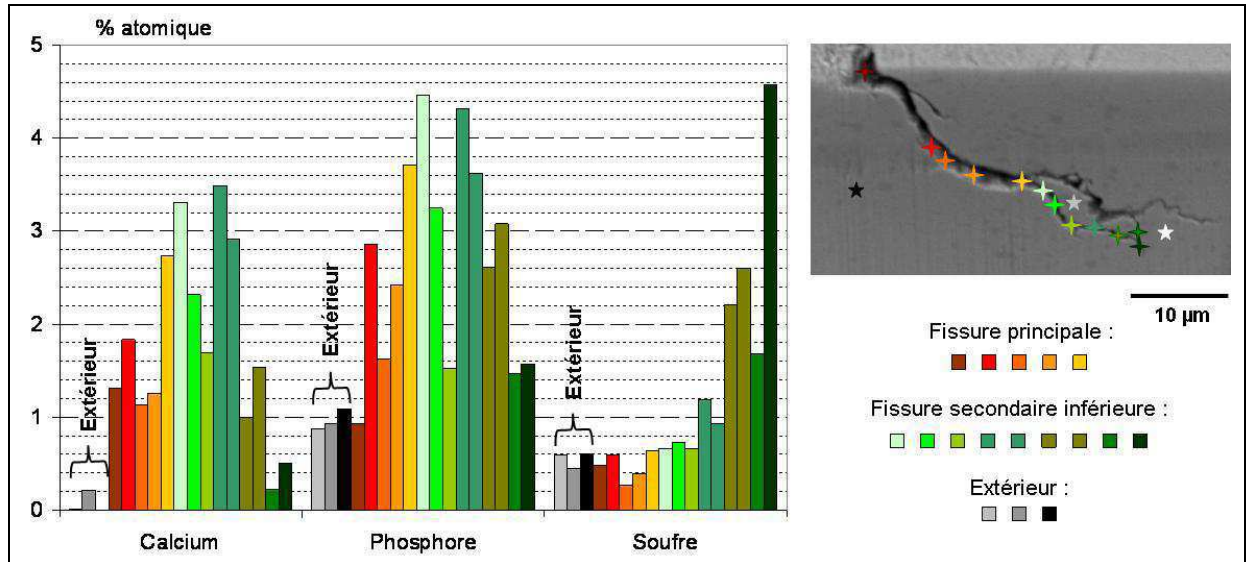 % atomique
5
4
3
2
1
0
Extérieur
Extérieur
Extérieur
Calcium
Phosphore
Soufre
10 µm
Fissure principale :
Fissure secondaire inférieure :
Extérieur :